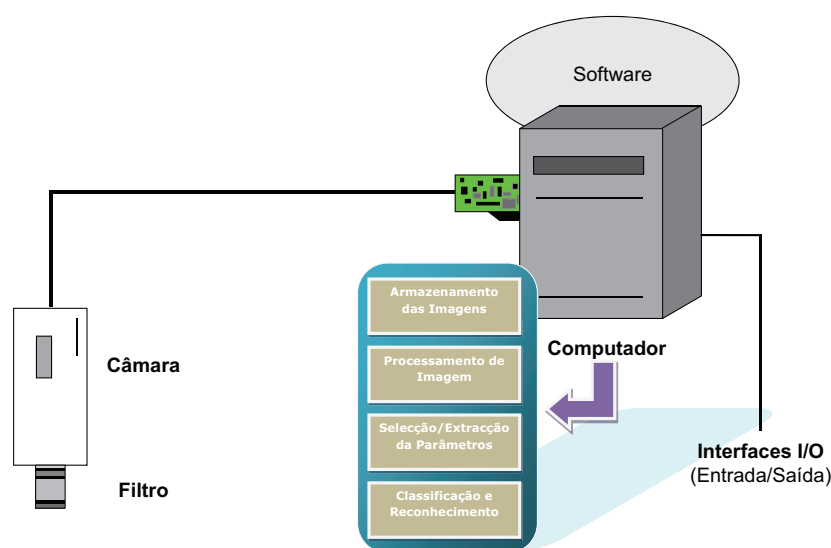 Software
Armazenamento
das Imagens
Processamento de
Imagem
Selecção/Extracção
da Parâmetros
Classificação e
Reconhecimento
Computador
Câmara
Filtro
Interfaces I/O
(Entrada/Saída)